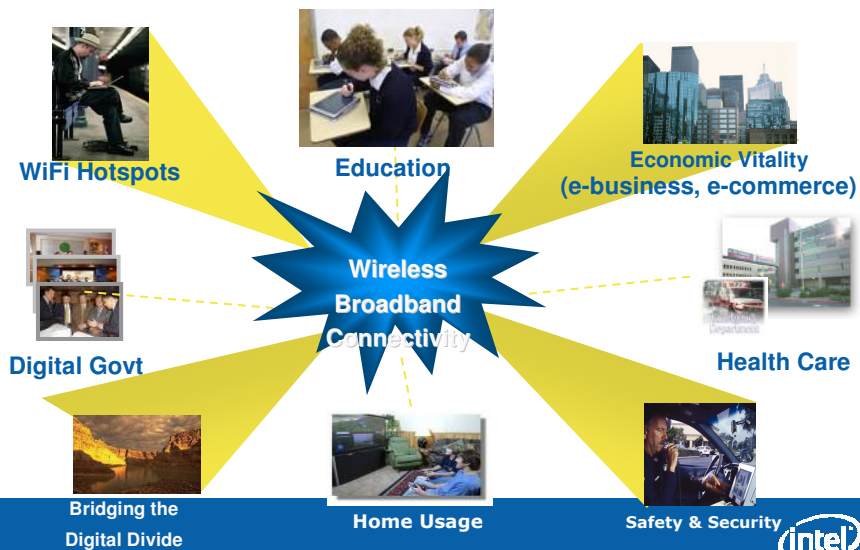 WiFi Hotspots
Education
Economic Vitality
(e-business, e-commerce)
Wireless
Broadband
Connectivity
Digital Govt
Department
Health Care
Bridging the
Digital Divide
Home Usage
Safety & Security
intel